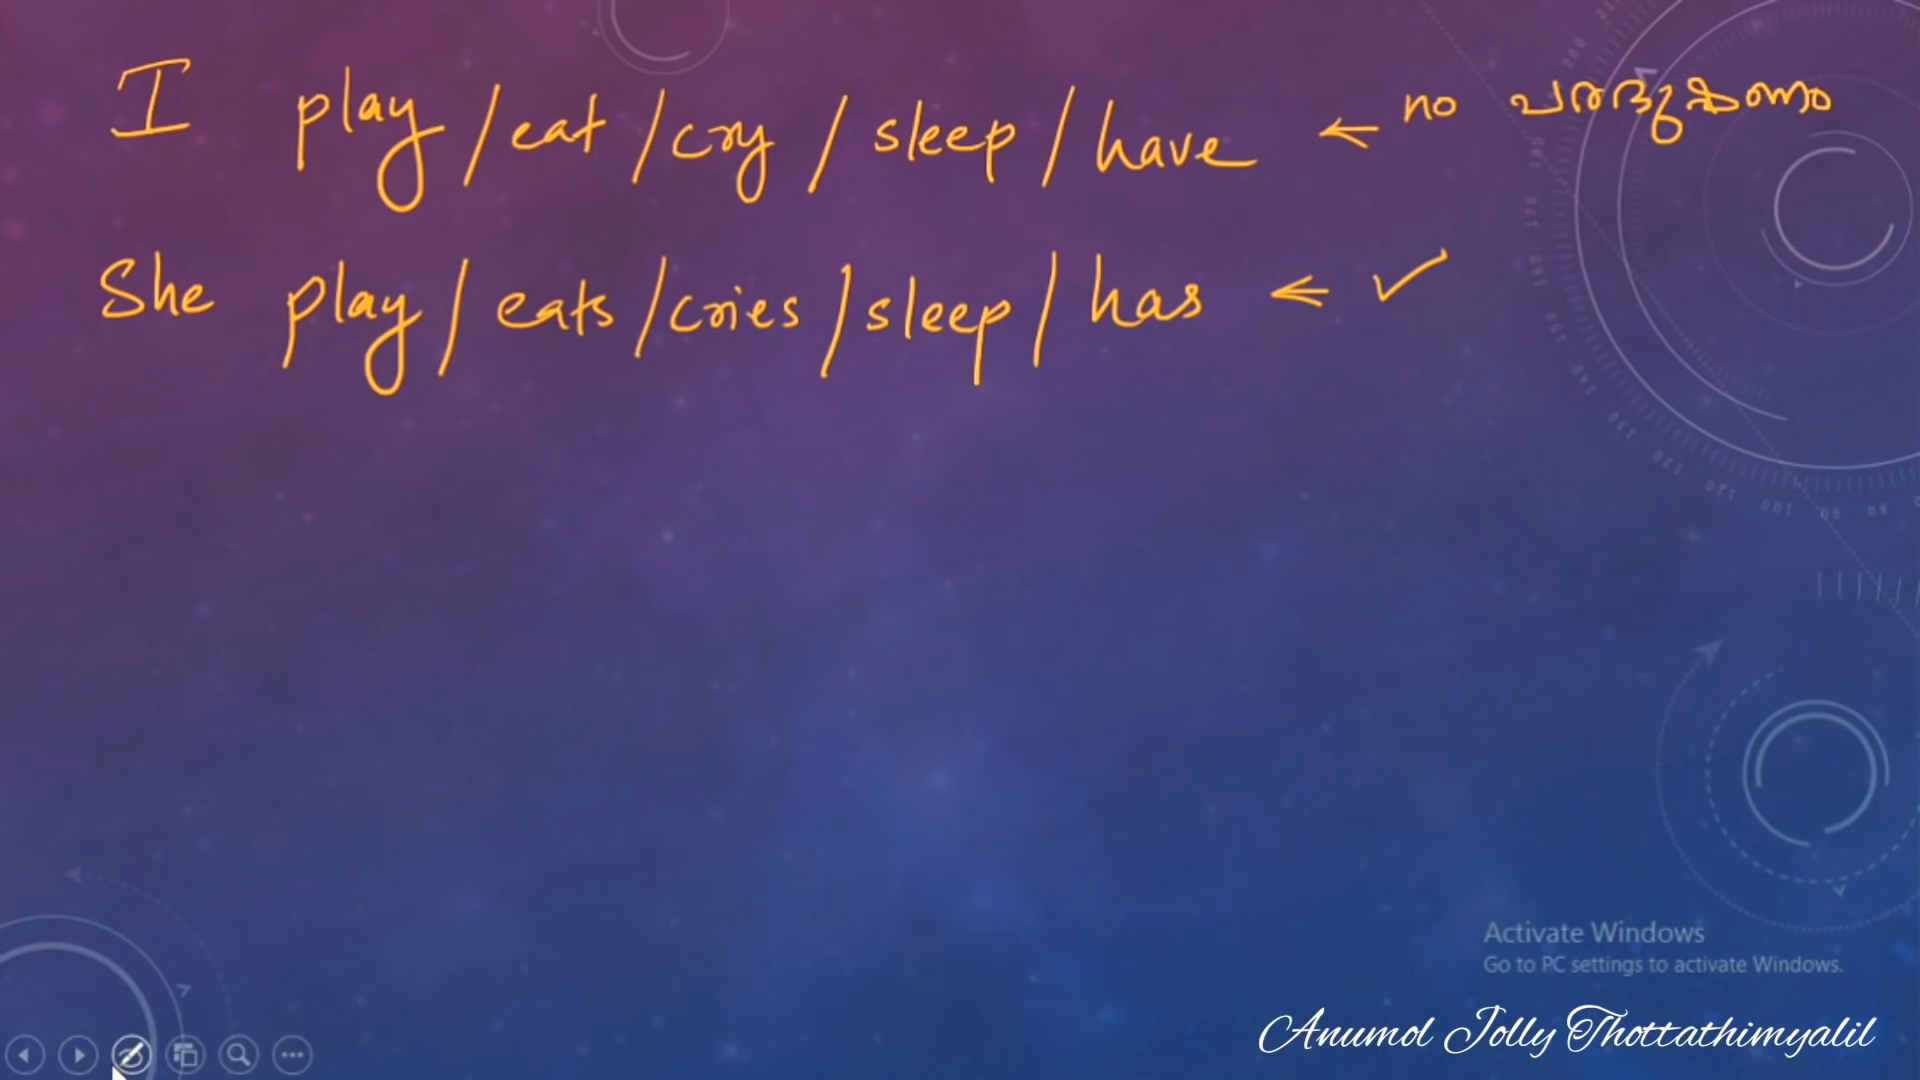 I play / eat / cry / sleep / have ← no
She play / eats / cries / sleep / has ← ✓
Activate Windows
Go to PC settings to activate Windows.
Anumol Jolly Thottathimyalil